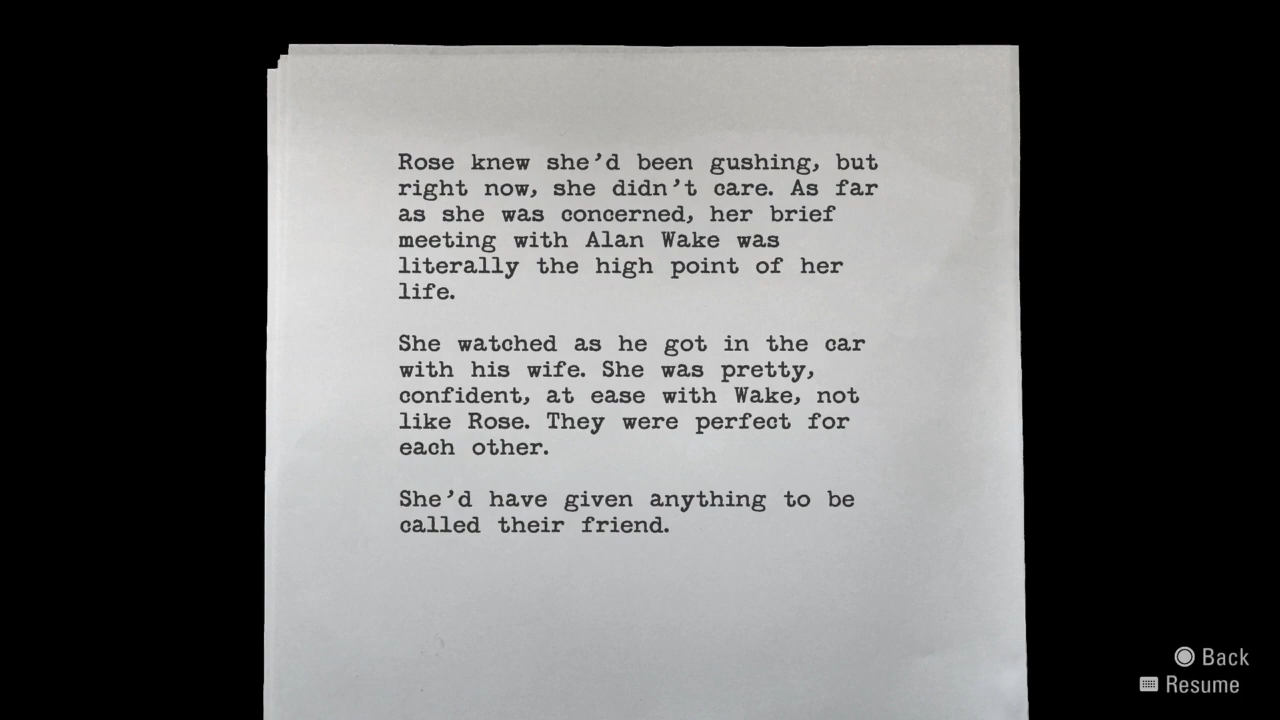 Rose knew she’d been gushing, but
right now, she didn’t care. As far
as she was concerned, her brief
meeting with Alan Wake was
literally the high point of her
life.
She watched as he got in the car
with his wife. She was pretty,
confident, at ease with Wake, not
like Rose. They were perfect for
each other.
She’d have given anything to be
called their friend.
Back
Resume